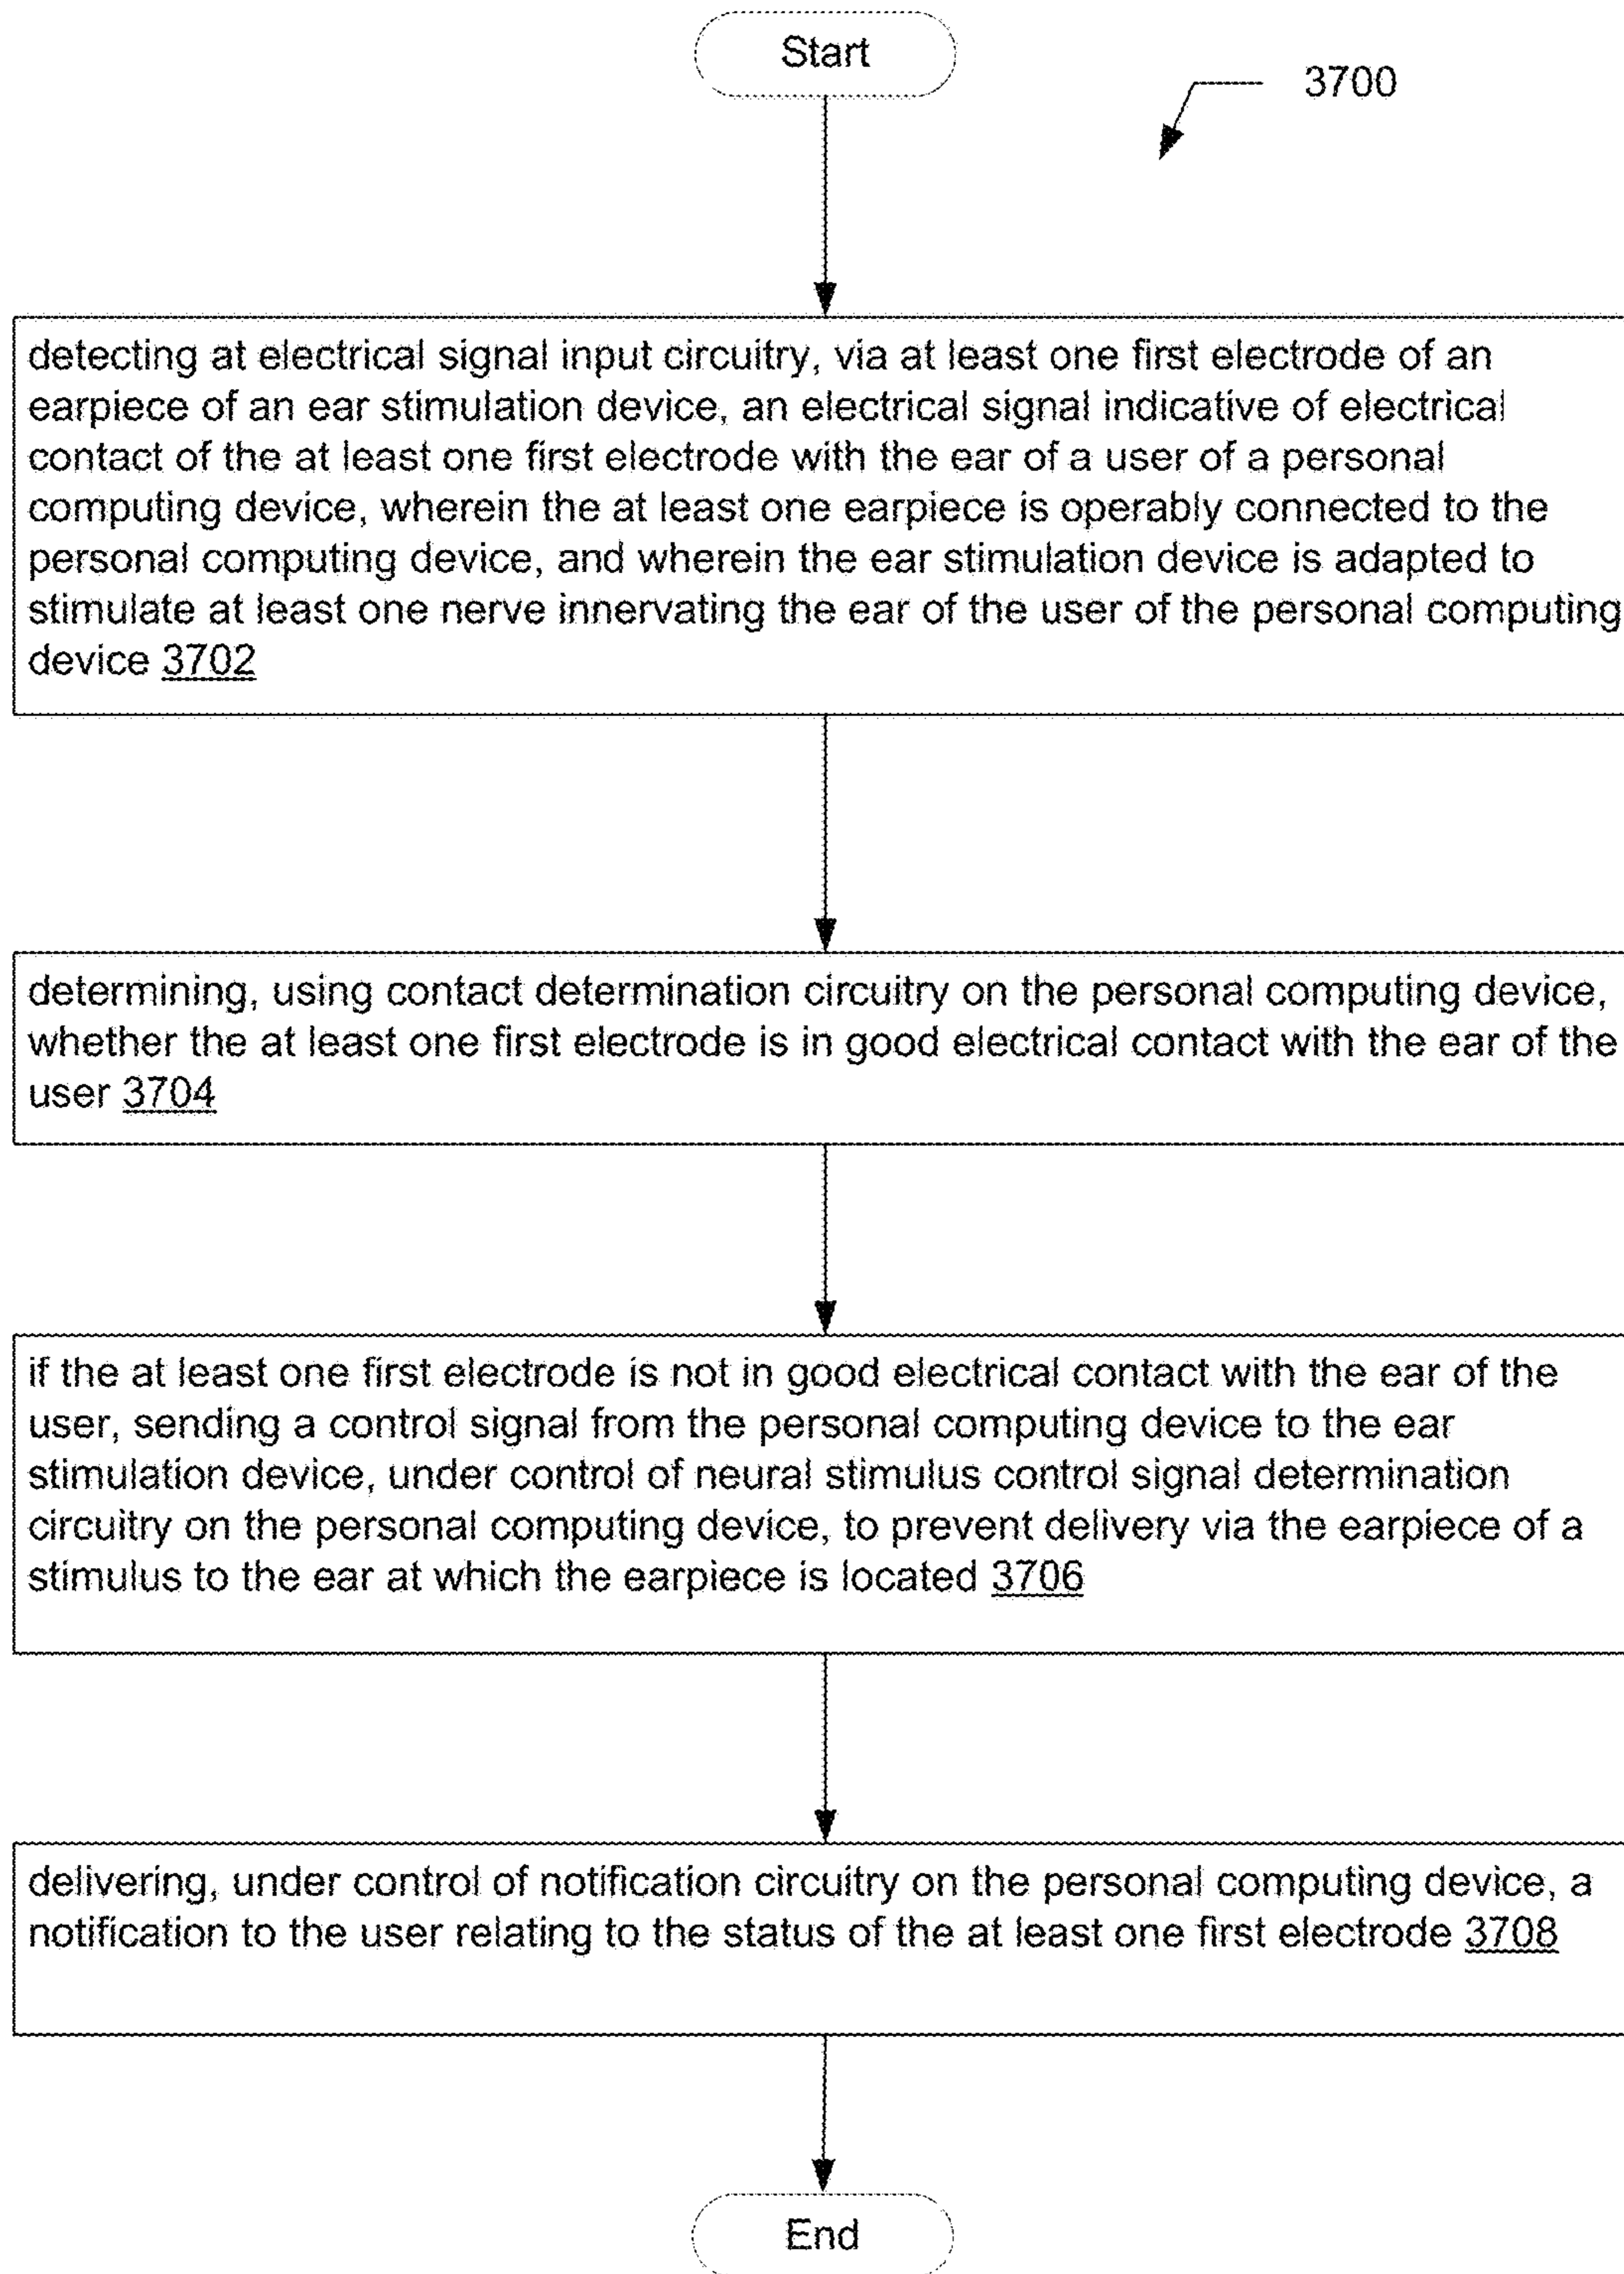 Start
3700
detecting at electrical signal input circuitry, via at least one first electrode of an
earpiece of an ear stimulation device, an electrical signal indicative of electrical
contact of the at least one first electrode with the ear of a user of a personal
computing device, wherein the at least one earpiece is operably connected to the
personal computing device, and wherein the ear stimulation device is adapted to
stimulate at least one nerve innervating the ear of the user of the personal computing
device 3702
determining, using contact determination circuitry on the personal computing device,
whether the at least one first electrode is in good electrical contact with the ear of the
user 3704
if the at least one first electrode is not in good electrical contact with the ear of the
user, sending a control signal from the personal computing device to the ear
stimulation device, under control of neural stimulus control signal determination
circuitry on the personal computing device, to prevent delivery via the earpiece of a
stimulus to the ear at which the earpiece is located 3706
delivering, under control of notification circuitry on the personal computing device, a
notification to the user relating to the status of the at least one first electrode 3708
End